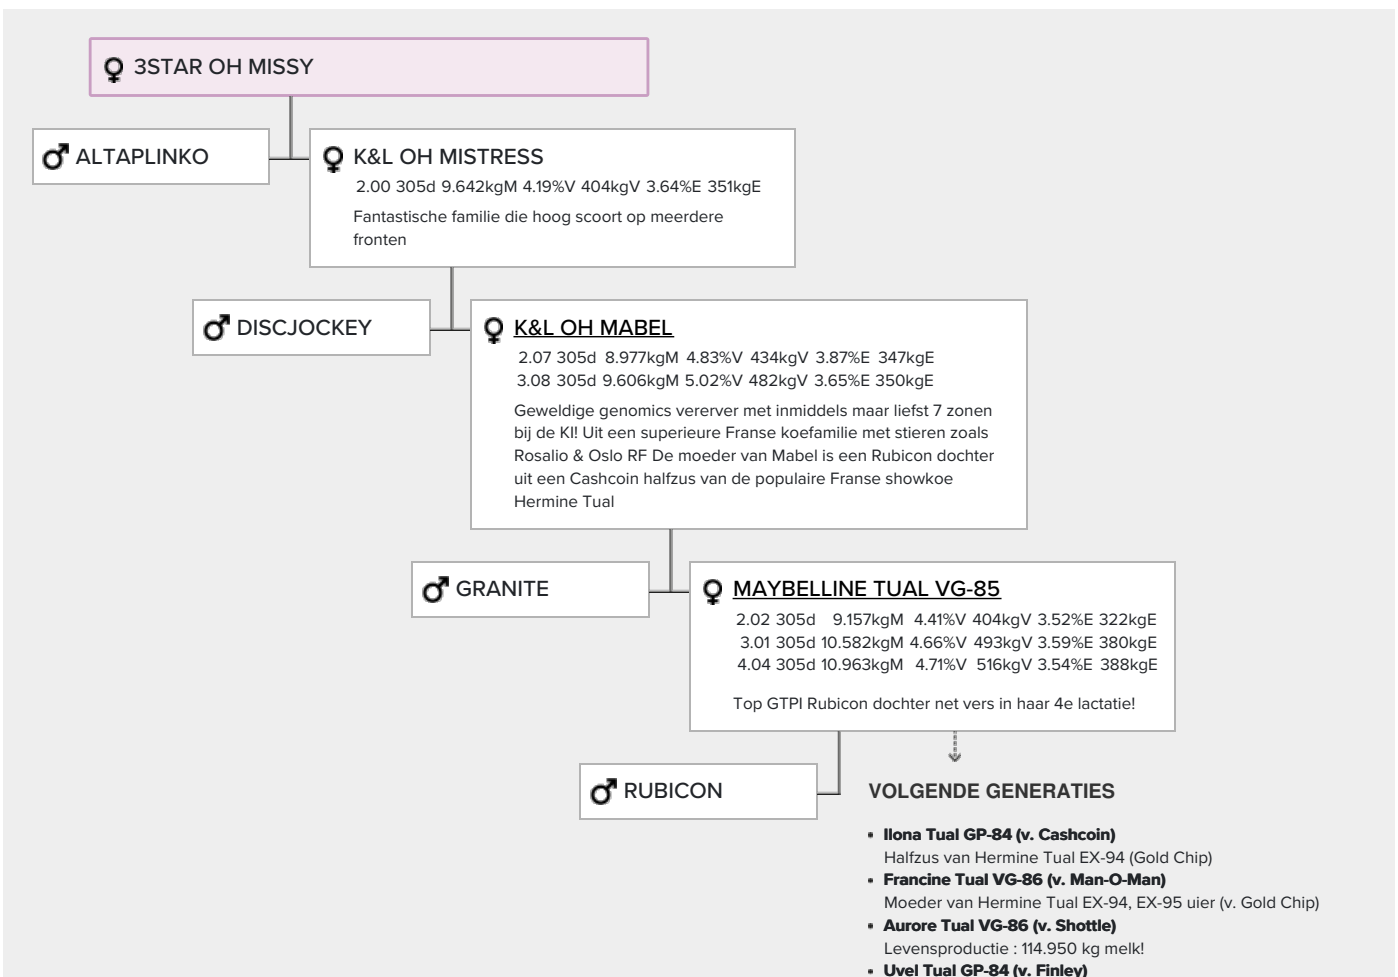 3STAR OH MISSY
ALTAPLINKO
K&L OH MISTRESS
2.00 305d 9.642kgM 4.19%V 404kgV 3.64%E 351kgE
Fantastische familie die hoog scoort op meerdere
fronten
DISCJOCKEY
K&L OH MABEL
2.07 305d 8.977kgM 4.83%V 434kgV 3.87%E 347kgE
3.08 305d 9.606kgM 5.02%V 482kgV 3.65%E 350kgE
Geweldige genomics vererver met inmiddels maar liefst 7 zonen
bij de KI! Uit een superieure Franse koefamilie met stieren zoals
Rosalio & Oslo RF De moeder van Mabel is een Rubicon dochter
uit een Cashcoin halfzus van de populaire Franse showkoe
Hermine Tual
GRANITE
MAYBELLINE TUAL VG-85
2.02 305d 9.157kgM 4.41%V 404kgV 3.52%E 322kgE
3.01 305d 10.582kgM 4.66%V 493kgV 3.59%E 380kgE
4.04 305d 10.963kgM 4.71%V 516kgV 3.54%E 388kgE
Top GTPI Rubicon dochter net vers in haar 4e lactatie!
RUBICON
VOLGENDE GENERATIES
• Ilona Tual GP-84 (v. Cashcoin)
Halfzus van Hermine Tual EX-94 (Gold Chip)
• Francine Tual VG-86 (v. Man-O-Man)
Moeder van Hermine Tual EX-94, EX-95 uier (v. Gold Chip)
• Aurore Tual VG-86 (v. Shottle)
Levensproductie : 114.950 kg melk!
• Uvel Tual GP-84 (v. Finley)